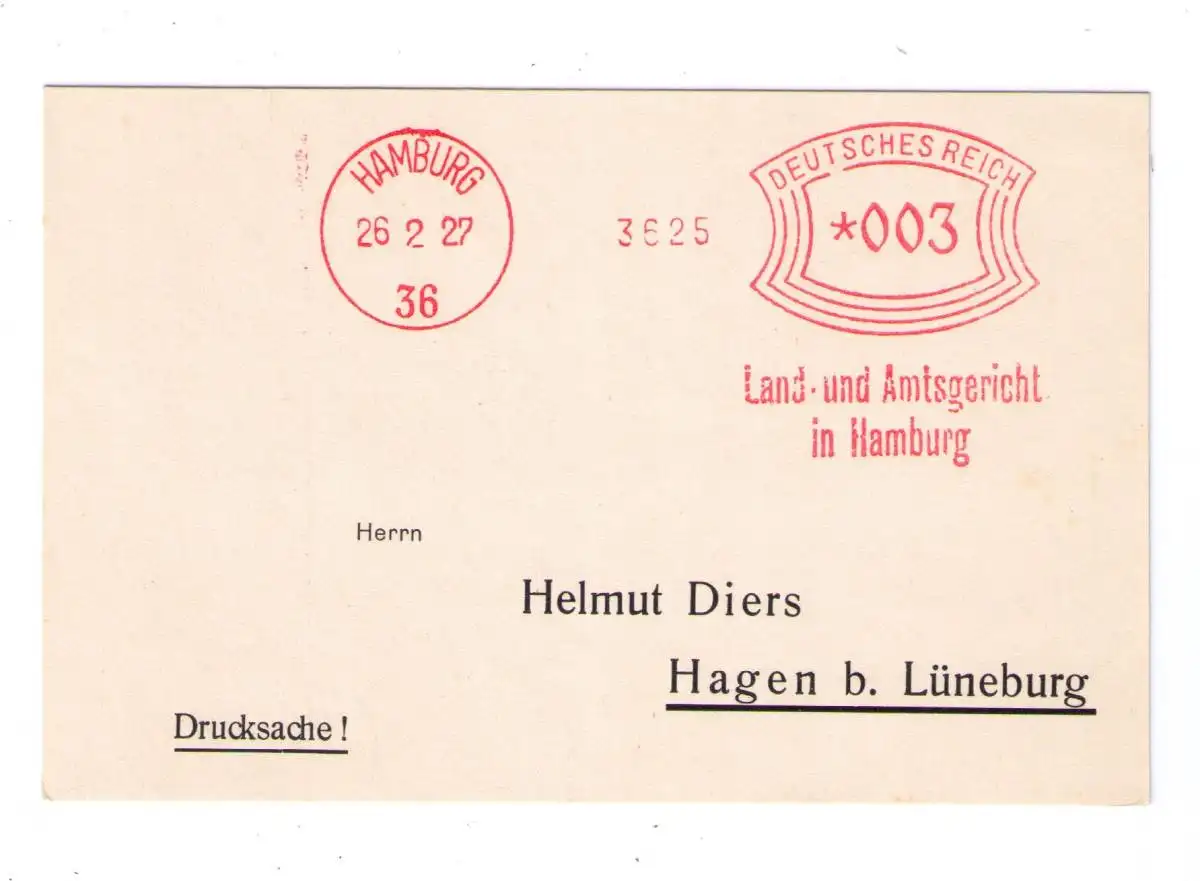 HAMBURG
26 2 27
36
3625
DEUTSCHES REICH
*003
Land- und Amtsgericht
in Hamburg
Herrn
Helmut Diers
Hagen b. Lüneburg
Drucksache!